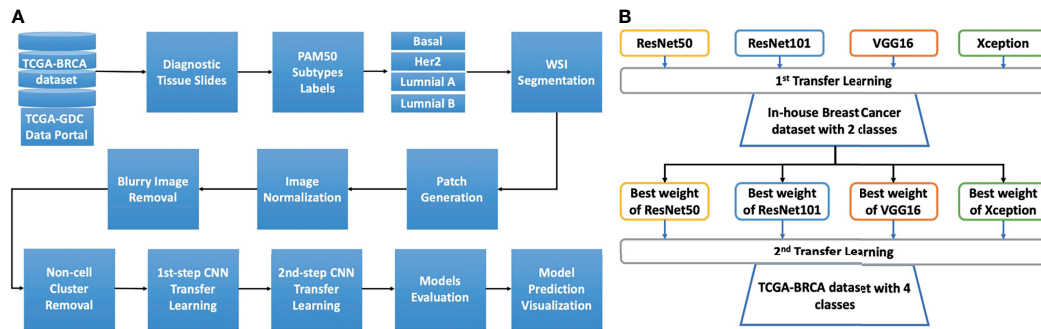 A
TCGA-BRCA
dataset
TCGA-GDC
Data Portal
Diagnostic
Tissue Slides
PAM50
Subtypes
Labels
Basal
Her2
Lumnial A
Lumnial B
WSI
Segmentation
Blurry Image
Removal
Image
Normalization
Patch
Generation
Non-cell
Cluster
Removal
1st-step CNN
Transfer
Learning
2nd-step CNN
Transfer
Learning
Models
Evaluation
Model
Prediction
Visualization
B
ResNet50
ResNet101
VGG16
Xception
1st Transfer Learning
In-house Breast Cancer
dataset with 2 classes
Best weight
of ResNet50
Best weight
of ResNet101
Best weight
of VGG16
Best weight
of Xception
2nd Transfer Learning
TCGA-BRCA dataset with 4
classes